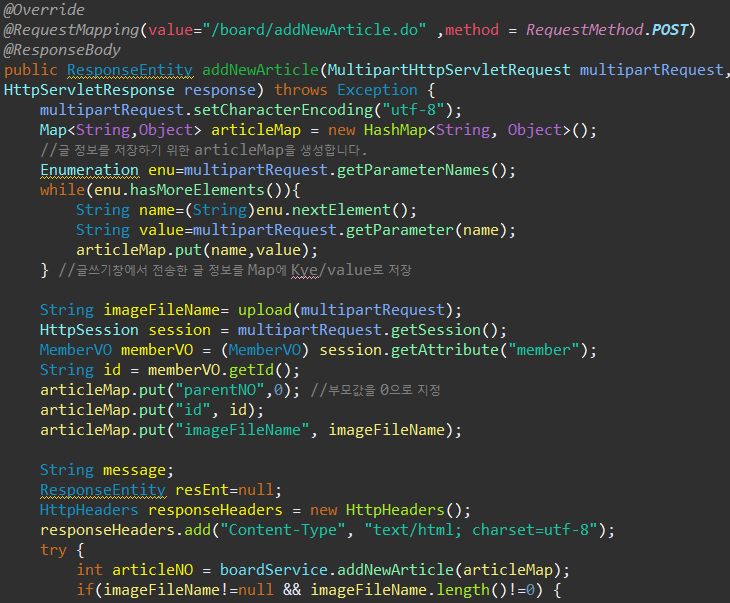 @Override
@RequestMapping(value="/board/addNewArticle.do" ,method = RequestMethod.POST)
@ResponseBody
public ResponseEntity addNewArticle(MultipartHttpServletRequest multipartRequest,
HttpServletResponse response) throws Exception {
    multipartRequest.setCharacterEncoding("utf-8");
    Map<String,Object> articleMap = new HashMap<String, Object>();
    //글 정보를 저장하기 위한 articleMap을 생성합니다.
    Enumeration enu=multipartRequest.getParameterNames();
    while(enu.hasMoreElements()){
        String name=(String)enu.nextElement();
        String value=multipartRequest.getParameter(name);
        articleMap.put(name,value);
    } //글쓰기창에서 전송한 글 정보를 Map에 Kye/value로 저장
    String imageFileName= upload(multipartRequest);
    HttpSession session = multipartRequest.getSession();
    MemberVO memberVO = (MemberVO) session.getAttribute("member");
    String id = memberVO.getId();
    articleMap.put("parentNO",0); //부모값을 0으로 지정
    articleMap.put("id", id);
    articleMap.put("imageFileName", imageFileName);
    String message;
    ResponseEntity resEnt=null;
    HttpHeaders responseHeaders = new HttpHeaders();
    responseHeaders.add("Content-Type", "text/html; charset=utf-8");
    try {
        int articleNO = boardService.addNewArticle(articleMap);
        if(imageFileName!=null && imageFileName.length()!=0) {